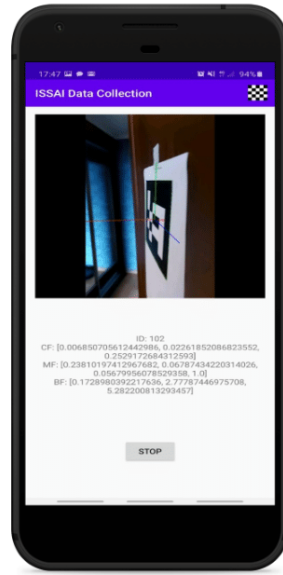 17:47 94%
ISSAI Data Collection
ID: 102
CF: [0.006850705612442986, 0.02261852086823552,
0.2529172684312593]
MF: [0.23810197412967682, 0.06787434220314026,
0.05679956078529358, 1.0]
BF: [0.1728980392217636, 2.77787446975708,
5.282200813293457]
STOP